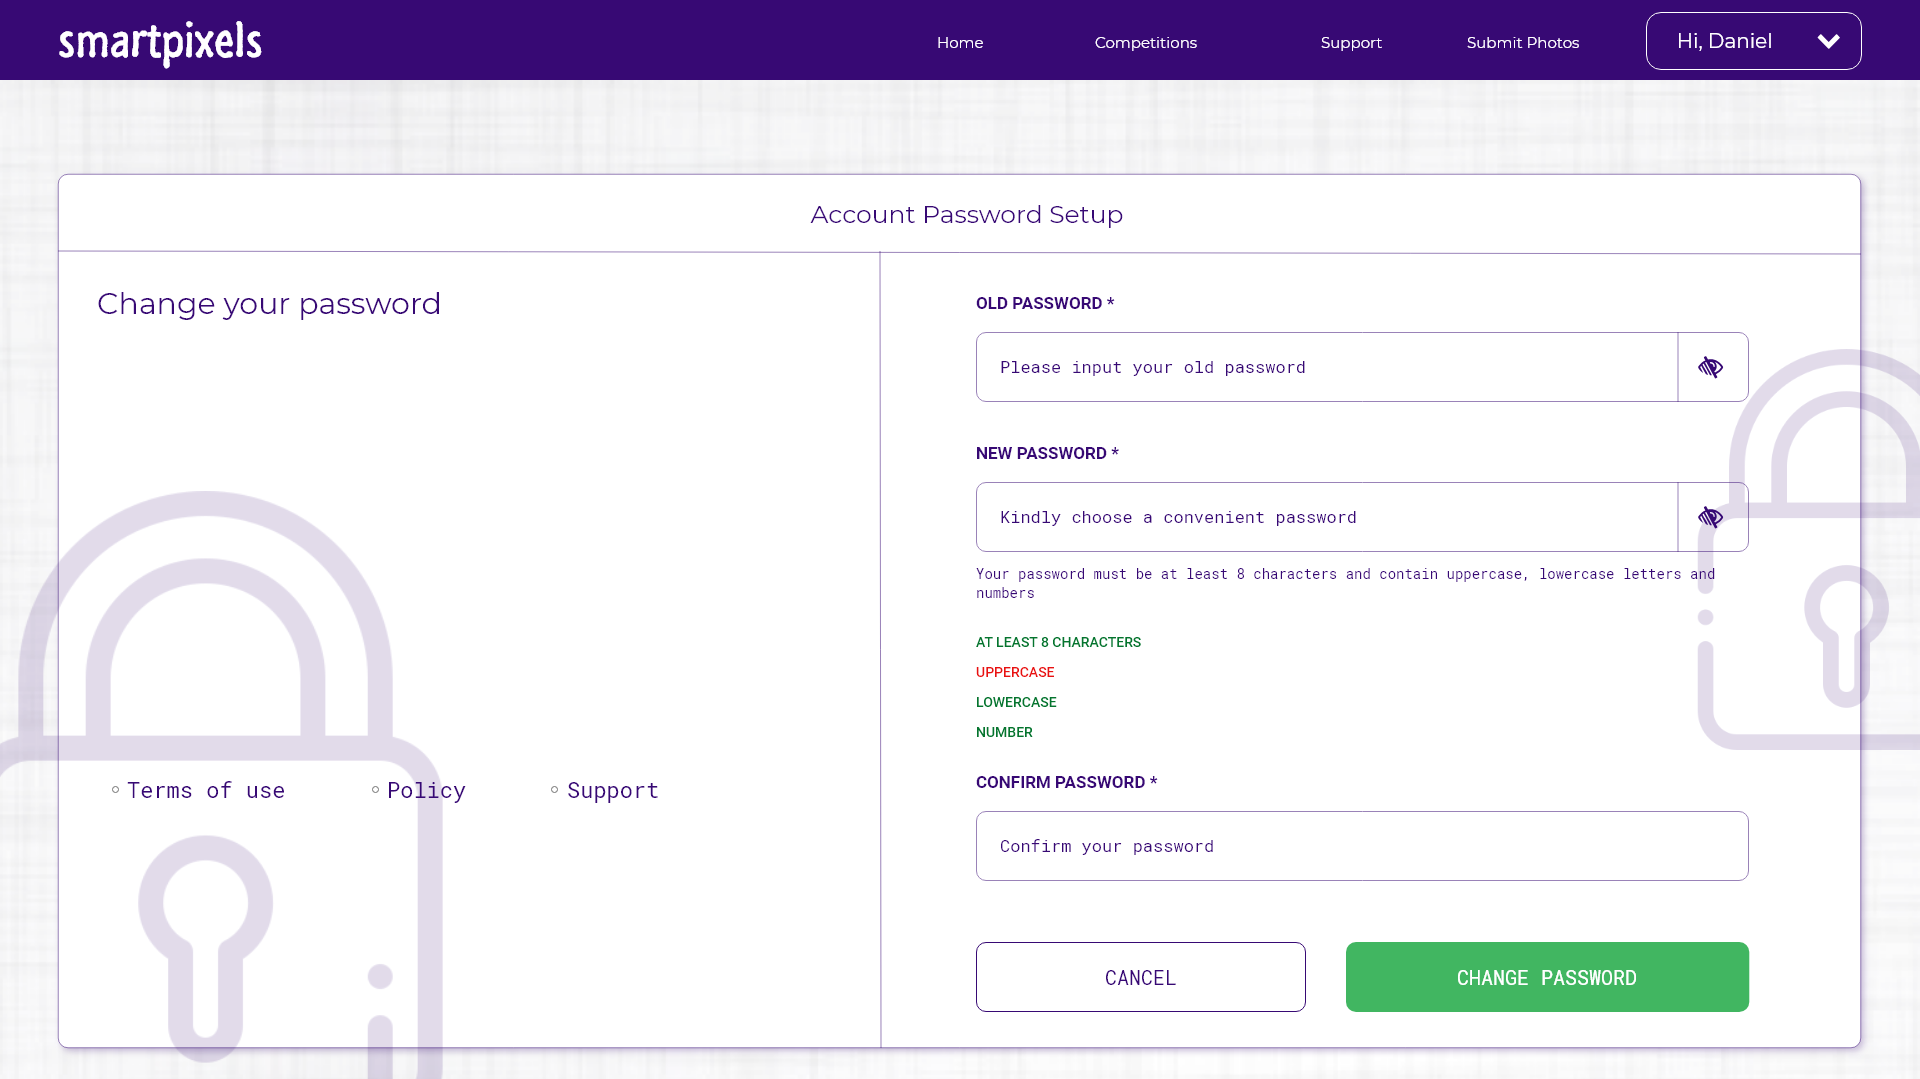 smartpixels
Home
Competitions
Support
Submit Photos
Hi, Daniel
Account Password Setup
Change your password
Terms of use
Policy
Support
OLD PASSWORD *
Please input your old password
NEW PASSWORD *
Kindly choose a convenient password
Your password must be at least 8 characters and contain uppercase, lowercase letters and
numbers
AT LEAST 8 CHARACTERS
UPPERCASE
LOWERCASE
NUMBER
CONFIRM PASSWORD *
Confirm your password
CANCEL
CHANGE PASSWORD